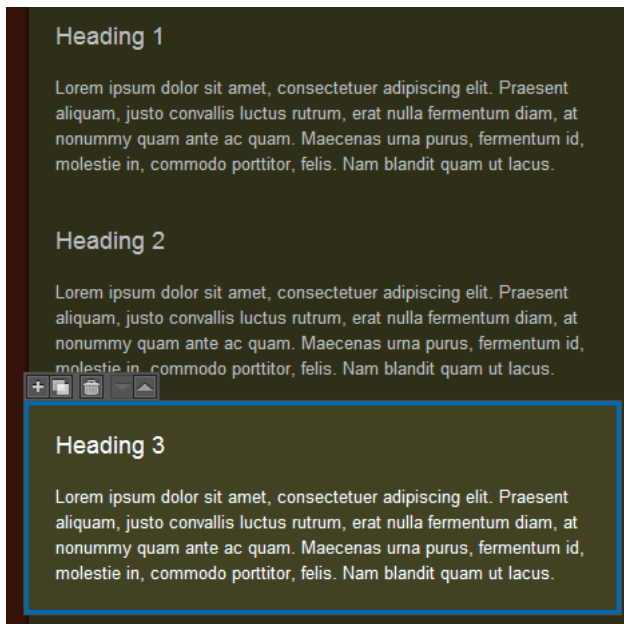 Heading 1
Lorem ipsum dolor sit amet, consectetuer adipiscing elit. Praesent
aliquam, justo convallis luctus rutrum, erat nulla fermentum diam, at
nonummy quam ante ac quam. Maecenas urna purus, fermentum id,
molestie in, commodo porttitor, felis. Nam blandit quam ut lacus.
Heading 2
Lorem ipsum dolor sit amet, consectetuer adipiscing elit. Praesent
aliquam, justo convallis luctus rutrum, erat nulla fermentum diam, at
nonummy quam ante ac quam. Maecenas urna purus, fermentum id,
molestie in, commodo porttitor, felis. Nam blandit quam ut lacus.
Heading 3
Lorem ipsum dolor sit amet, consectetuer adipiscing elit. Praesent
aliquam, justo convallis luctus rutrum, erat nulla fermentum diam, at
nonummy quam ante ac quam. Maecenas urna purus, fermentum id,
molestie in, commodo porttitor, felis. Nam blandit quam ut lacus.